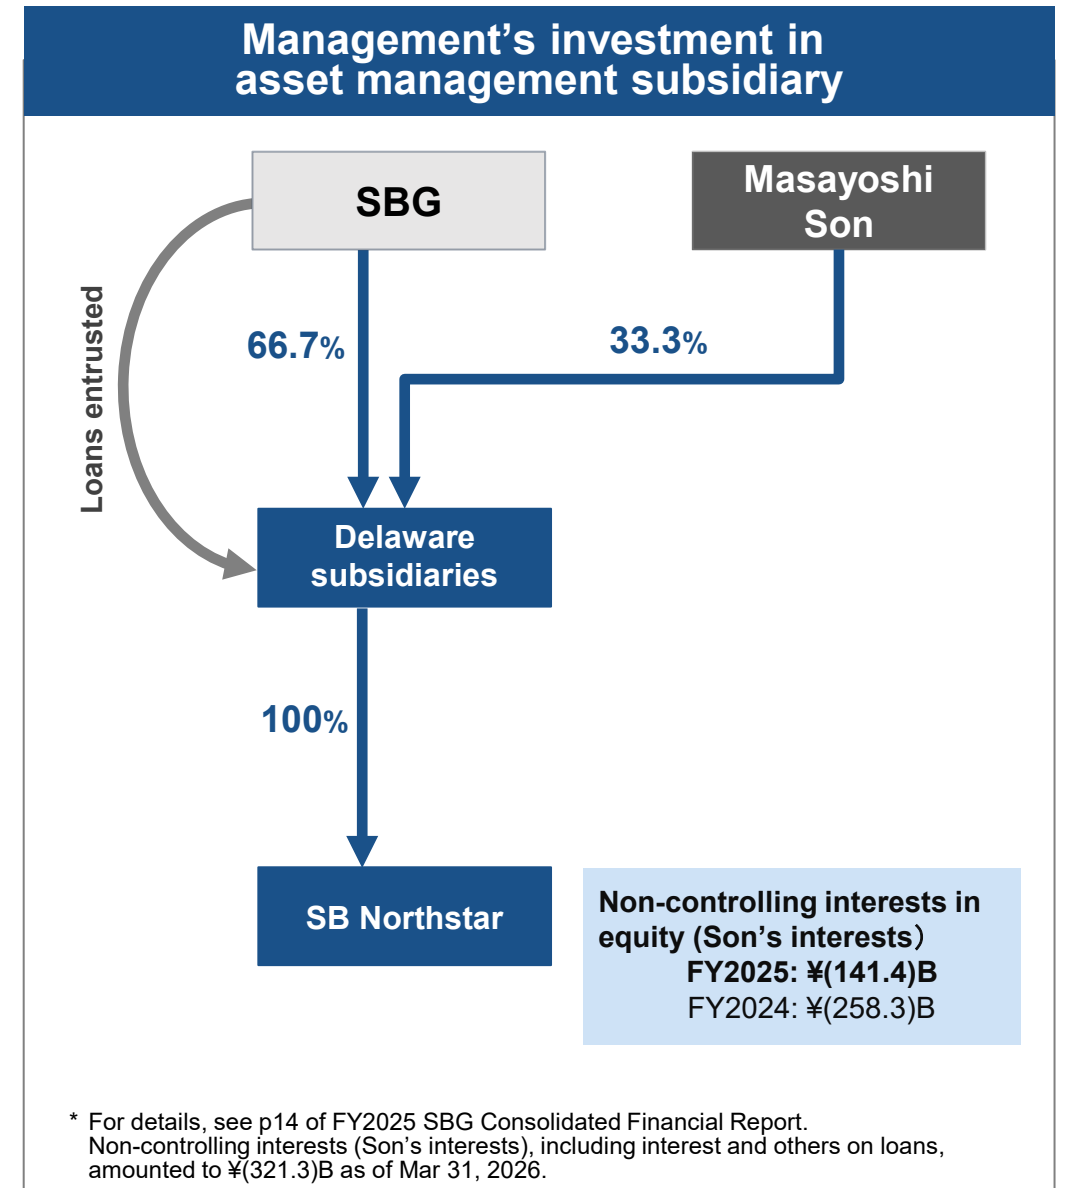 Management’s investment in
asset management subsidiary
SBG
Masayoshi
Son
Loans entrusted
66.7%
33.3%
Delaware
subsidiaries
100%
SB Northstar
Non-controlling interests in
equity (Son’s interests）
FY2025: ¥(141.4)B
FY2024: ¥(258.3)B
* For details, see p14 of FY2025 SBG Consolidated Financial Report.
Non-controlling interests (Son’s interests), including interest and others on loans,
amounted to ¥(321.3)B as of Mar 31, 2026.